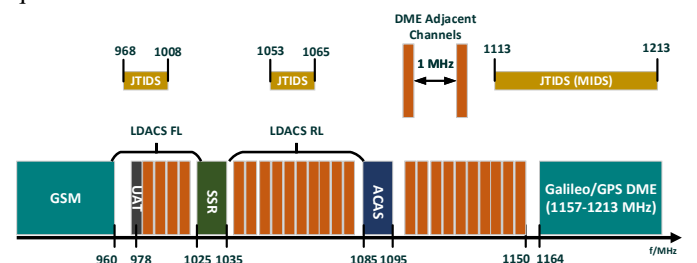 DME Adjacent
Channels
968 1008 1053 1065 1113 1213
1 MHz
JTIDS JTIDS JTIDS (MIDS)
LDACS FL LDACS RL
GSM UAT SSR ACAS Galileo/GPS DME
(1157-1213 MHz)
960 978 1025 1035 1085 1095 1150 1164 f/MHz